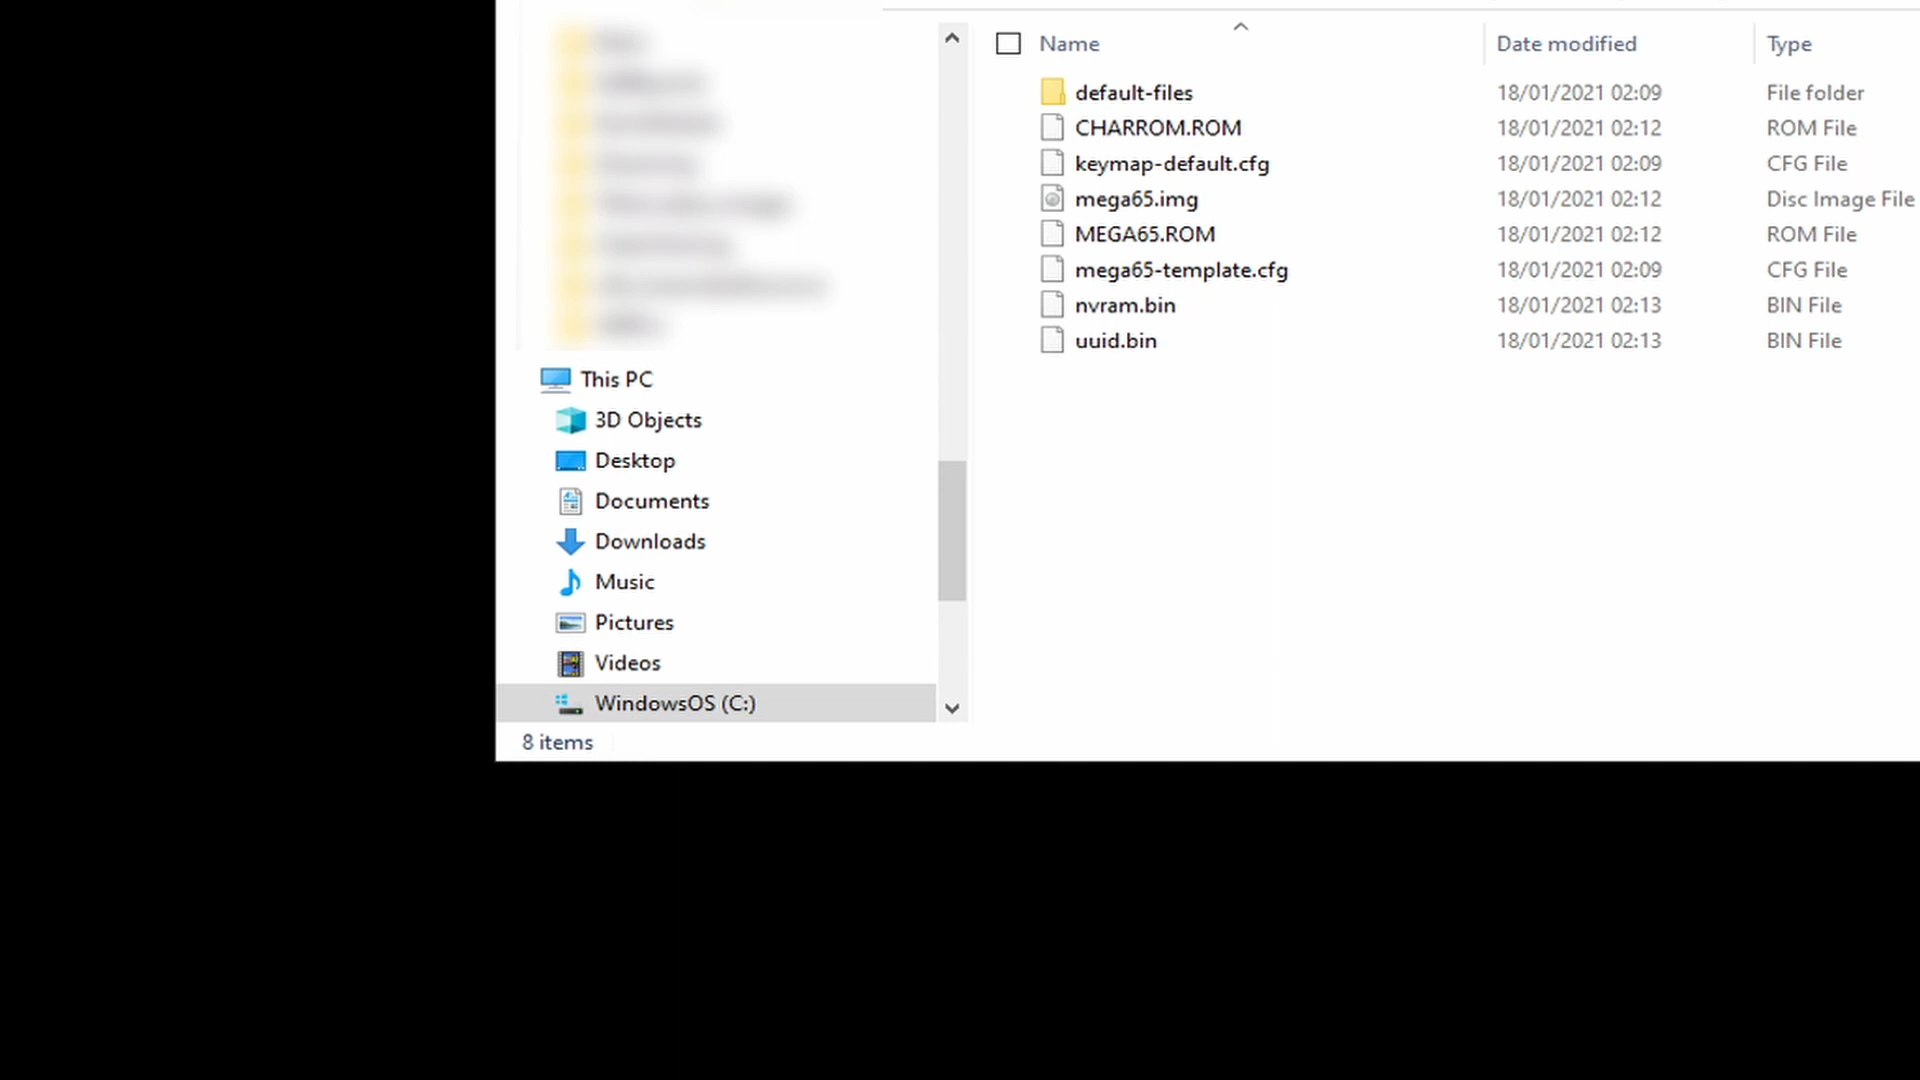 Name Date modified Type
default-files 18/01/2021 02:09 File folder
CHARROM.ROM 18/01/2021 02:12 ROM File
keymap-default.cfg 18/01/2021 02:09 CFG File
mega65.img 18/01/2021 02:12 Disc Image File
MEGA65.ROM 18/01/2021 02:12 ROM File
mega65-template.cfg 18/01/2021 02:09 CFG File
nvram.bin 18/01/2021 02:13 BIN File
uuid.bin 18/01/2021 02:13 BIN File
This PC
3D Objects
Desktop
Documents
Downloads
Music
Pictures
Videos
WindowsOS (C:)
8 items